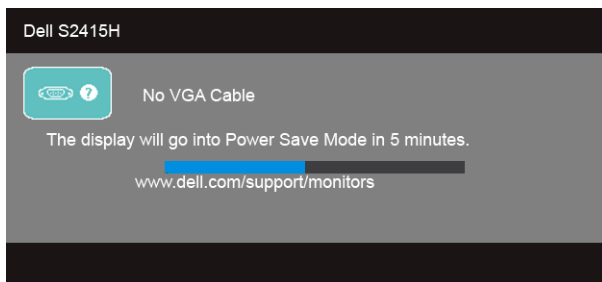 Dell S2415H
?
No VGA Cable
The display will go into Power Save Mode in 5 minutes.
www.dell.com/support/monitors